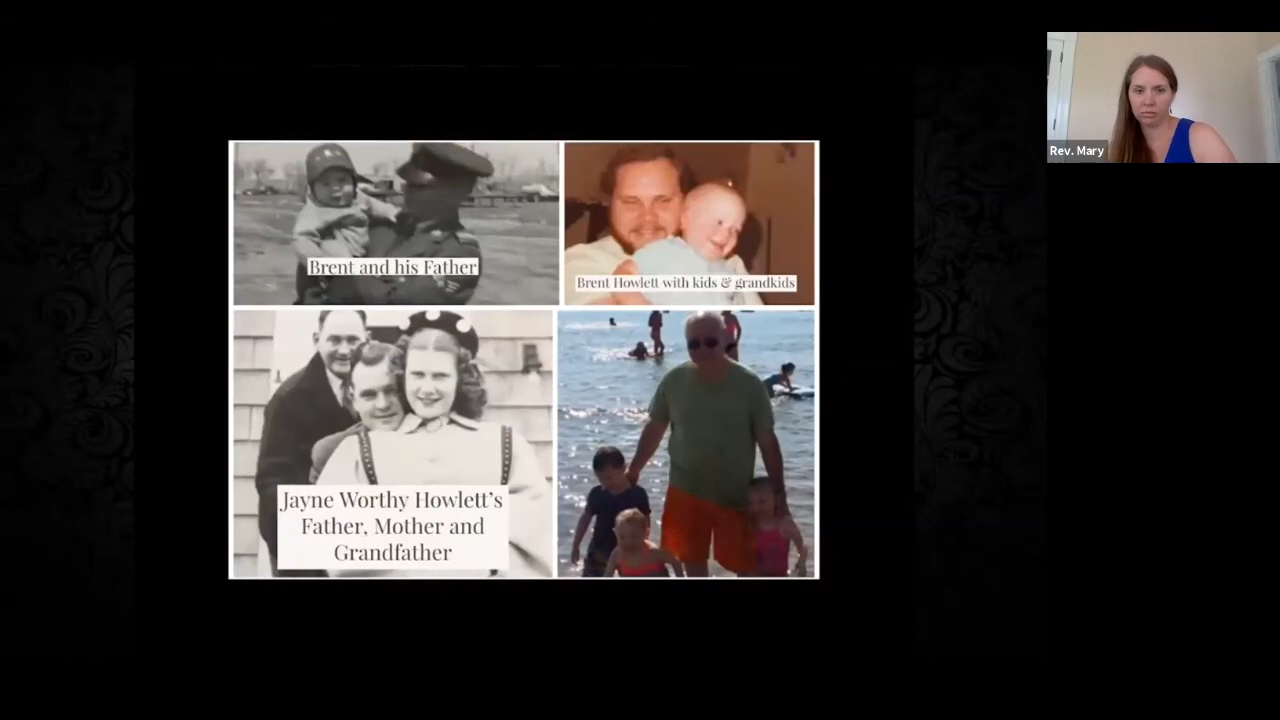 Rev. Mary
Brent and his Father
Brent Howlett with kids & grandkids
Jayne Worthy Howlett's
Father, Mother and
Grandfather